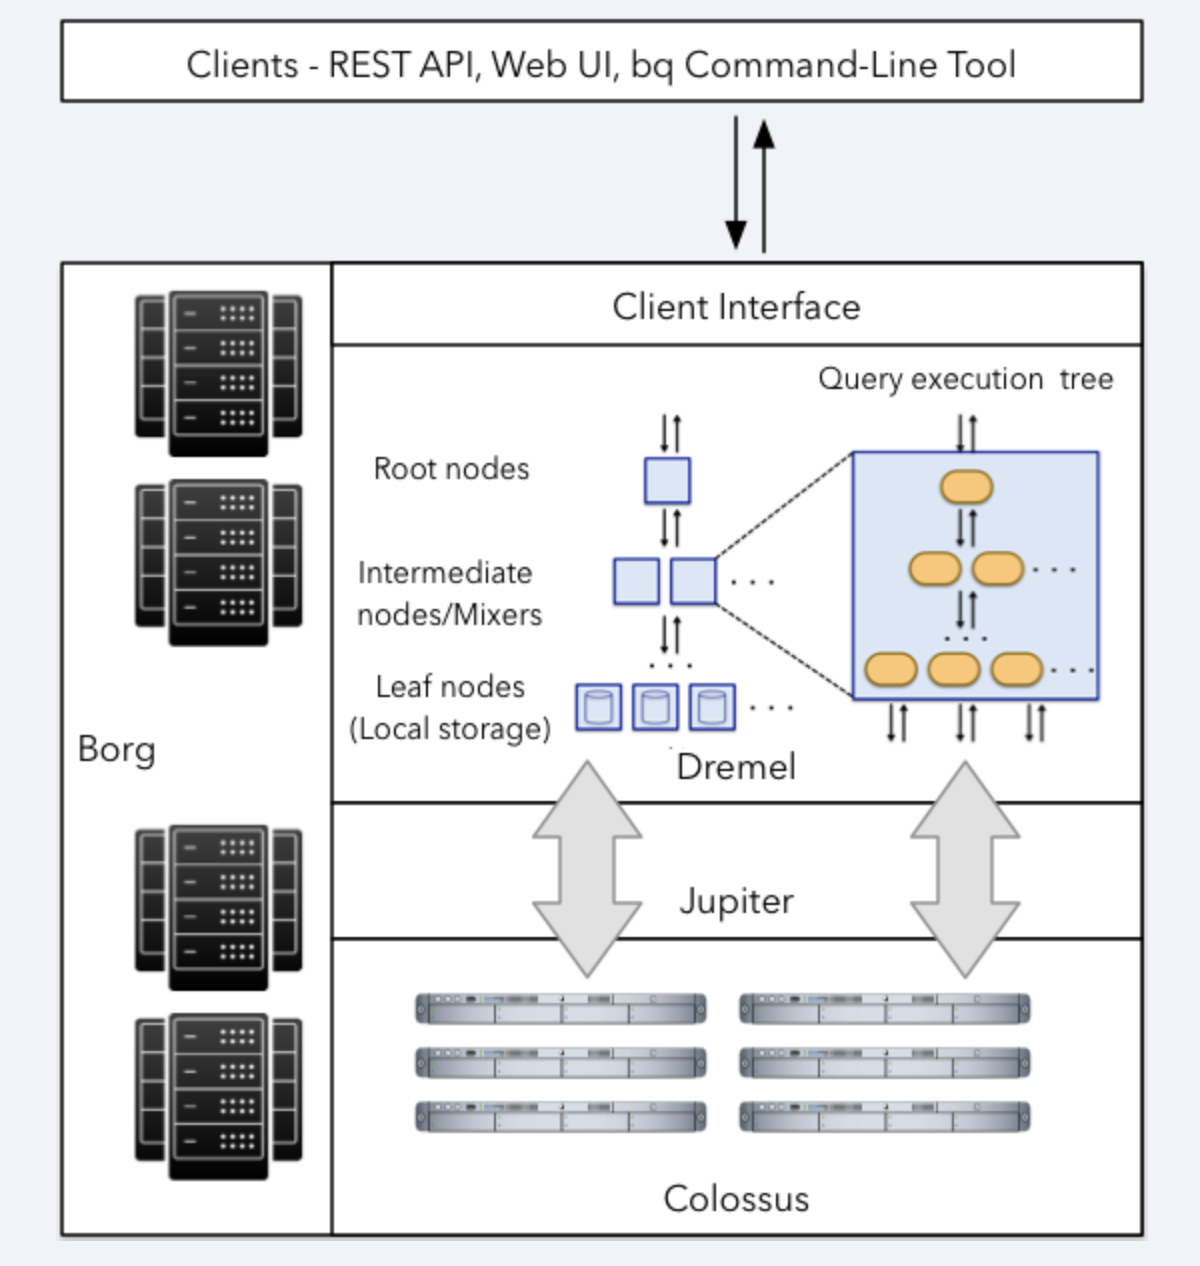 Clients - REST API, Web UI, bq Command-Line Tool
Client Interface
Query execution tree
Root nodes
Intermediate
nodes/Mixers
Leaf nodes
(Local storage)
Dremel
Borg
Jupiter
Colossus